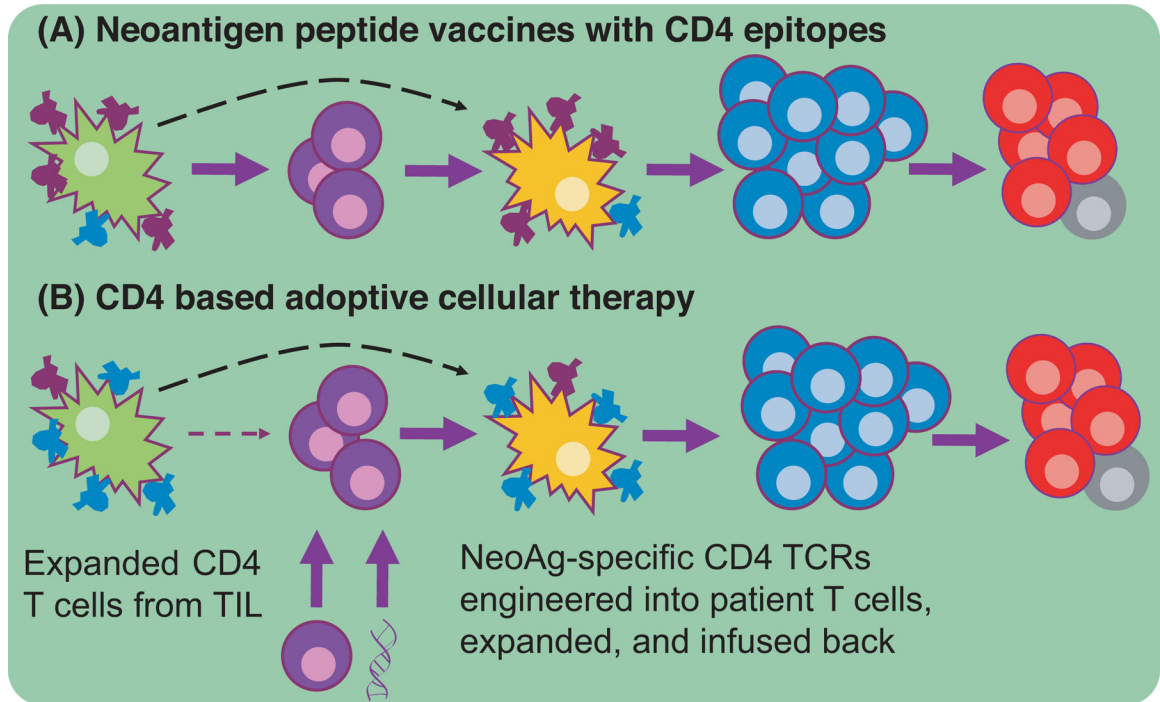 (A) Neoantigen peptide vaccines with CD4 epitopes
(B) CD4 based adoptive cellular therapy
Expanded CD4
T cells from TIL
NeoAg-specific CD4 TCRs
engineered into patient T cells,
expanded, and infused back